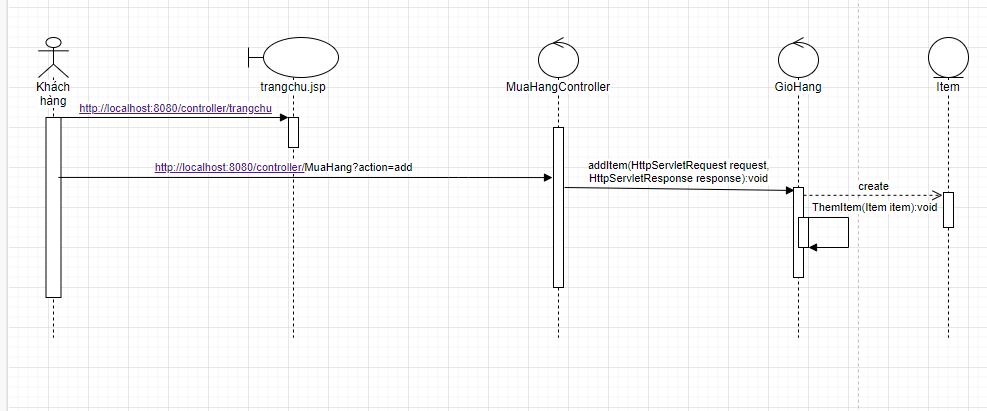 Khách
hàng
trangchu.jsp
MuaHangController
GioHang
Item
http://localhost:8080/controller/trangchu
http://localhost:8080/controller/MuaHang?action=add
addItem(HttpServletRequest request,
HttpServletResponse response):void
create
ThemItem(Item item):void